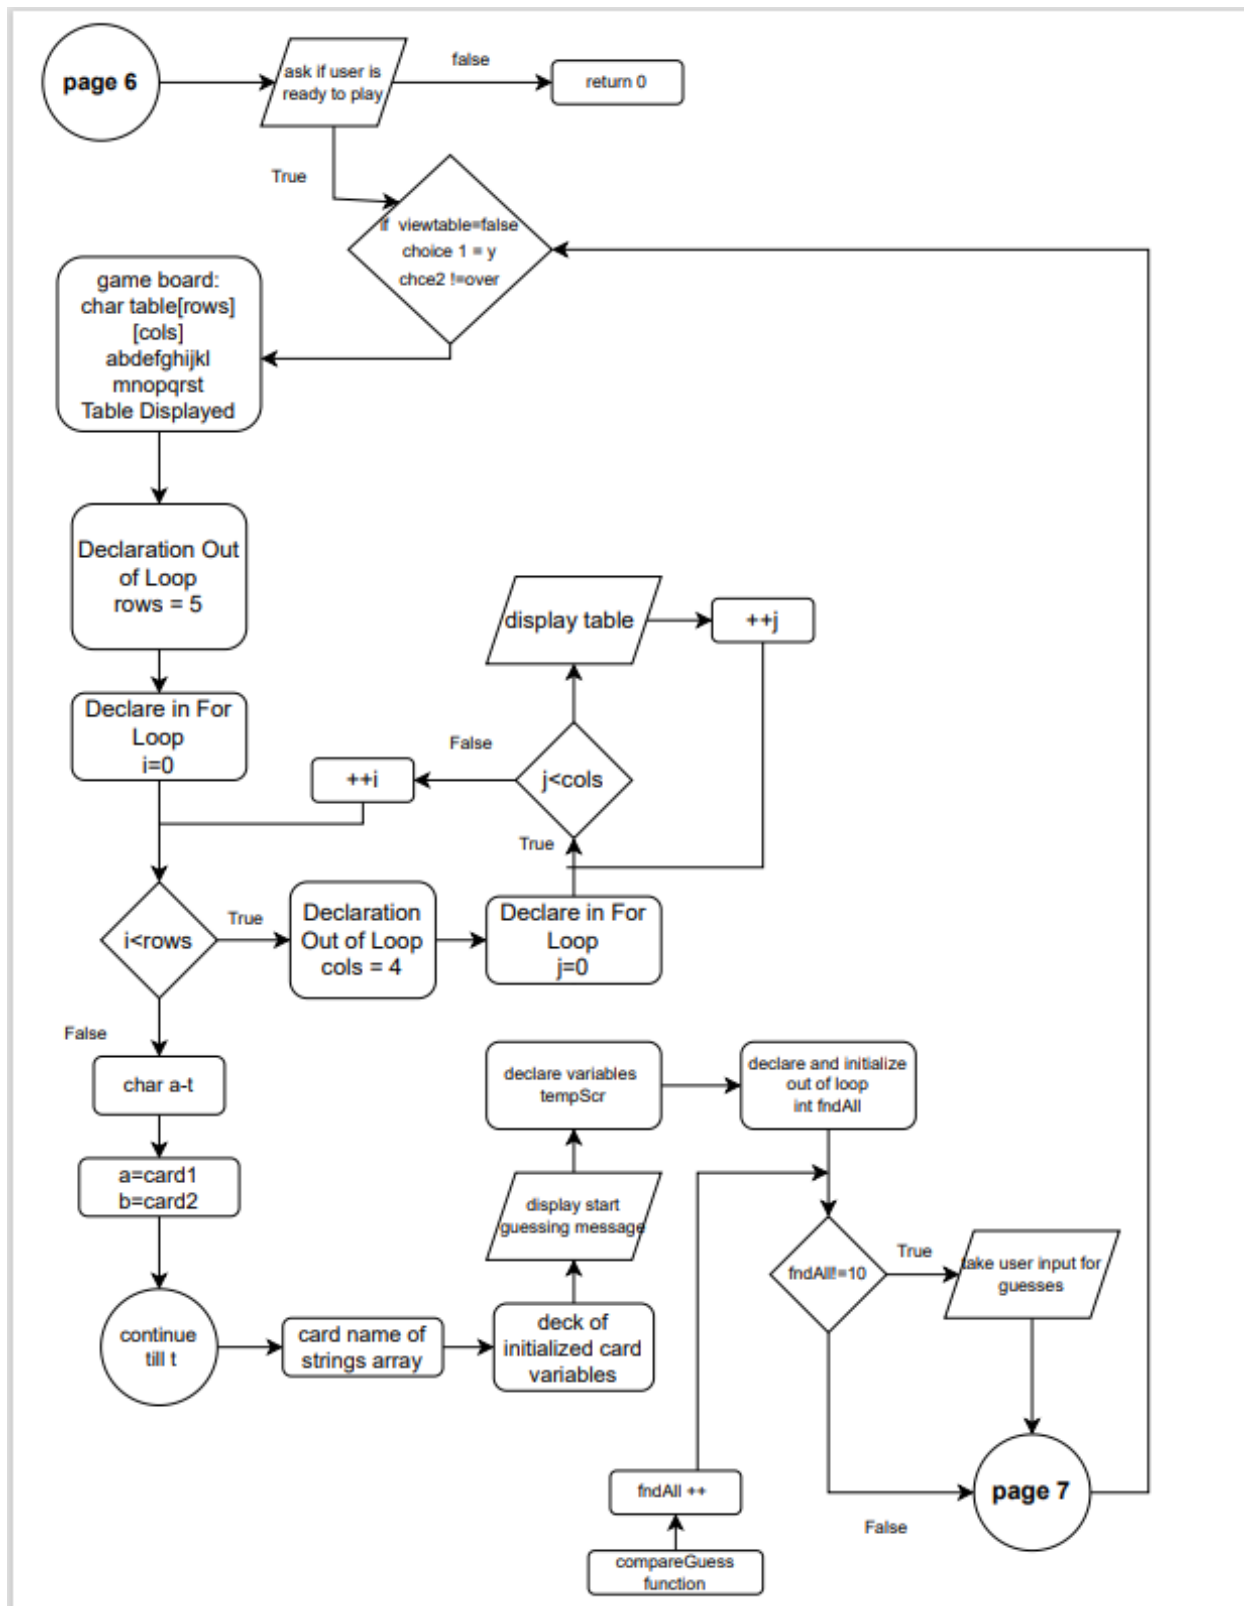 page 6
ask if user is
ready to play
false
return 0
True
if viewtable=false
choice 1 = y
chce2 !=over
game board:
char table[rows]
[cols]
abdefghijkl
mnopqrst
Table Displayed
Declaration Out
of Loop
rows = 5
display table
++j
Declare in For
Loop
i=0
False
++i
j<cols
True
i<rows
True
Declaration
Out of Loop
cols = 4
Declare in For
Loop
j=0
False
char a-t
declare variables
tempScr
declare and initialize
out of loop
int fndAll
a=card1
b=card2
display start
guessing message
fndAll!=10
True
take user input for
guesses
continue
till t
card name of
strings array
deck of
initialized card
variables
fndAll ++
page 7
False
compareGuess
function